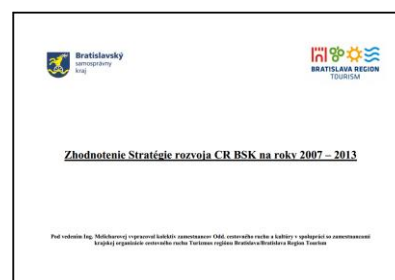 Bratislavský
samosprávny
kraj
BRATISLAVA REGION
TOURISM
Zhodnotenie Stratégie rozvoja CR BSK na roky 2007 – 2013
Pod vedením Ing. Melicharovej vypracoval kolektív zamestnancov Odd. cestovného ruchu a kultúry v spolupráci so zamestnancami
krajskej organizácie cestovného ruchu Turizmus regiónu Bratislava/Bratislava Region Tourism